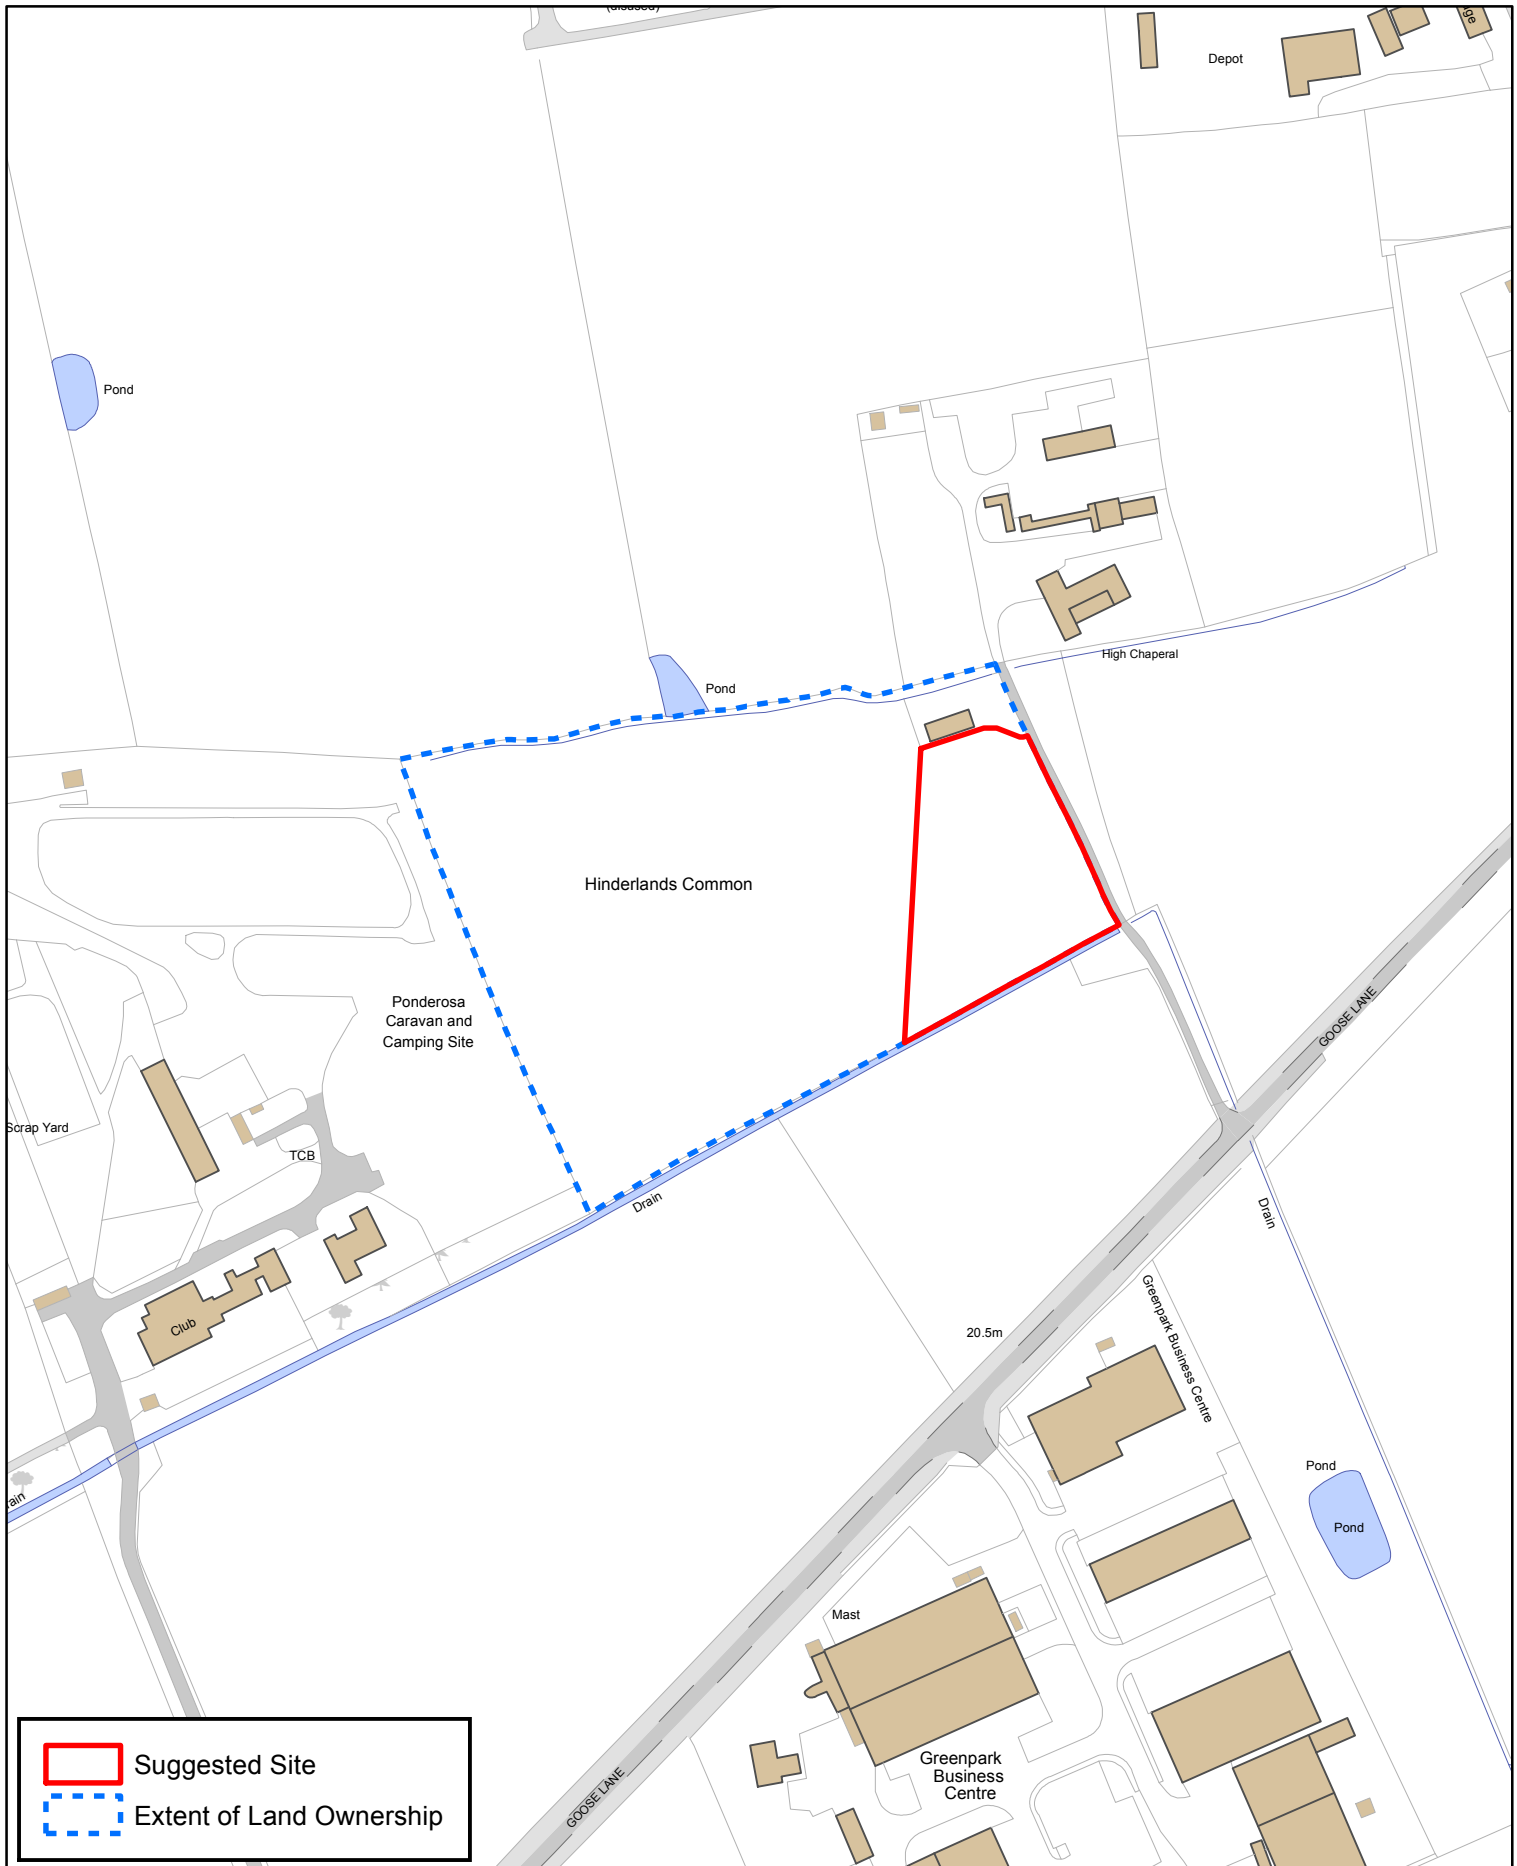 (disused)
Depot
Pond
High Chaperal
Pond
Hinderlands Common
Ponderosa
Caravan and
Camping Site
GOOSE LANE
Scrap Yard
TCB
Drain
Drain
Club
20.5m
Greenpark Business Centre
Pond
Pond
Mast
Greenpark
Business
Centre
GOOSE LANE
Suggested Site
Extent of Land Ownership